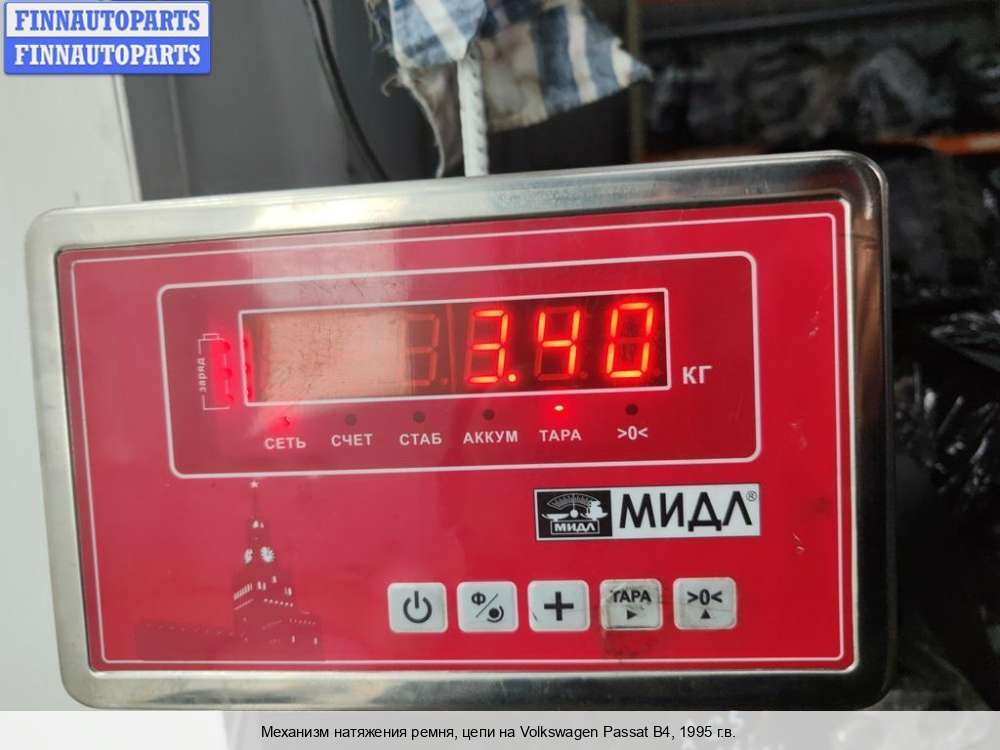 FINNAUTOPARTS
FINNAUTOPARTS
заряд
3.40
КГ
СЕТЬ СЧЕТ СТАБ АККУМ ТАРА >0<
МИДЛ МИДЛ®
Ф ТАРА >0<
Механизм натяжения ремня, цепи на Volkswagen Passat B4, 1995 г.в.